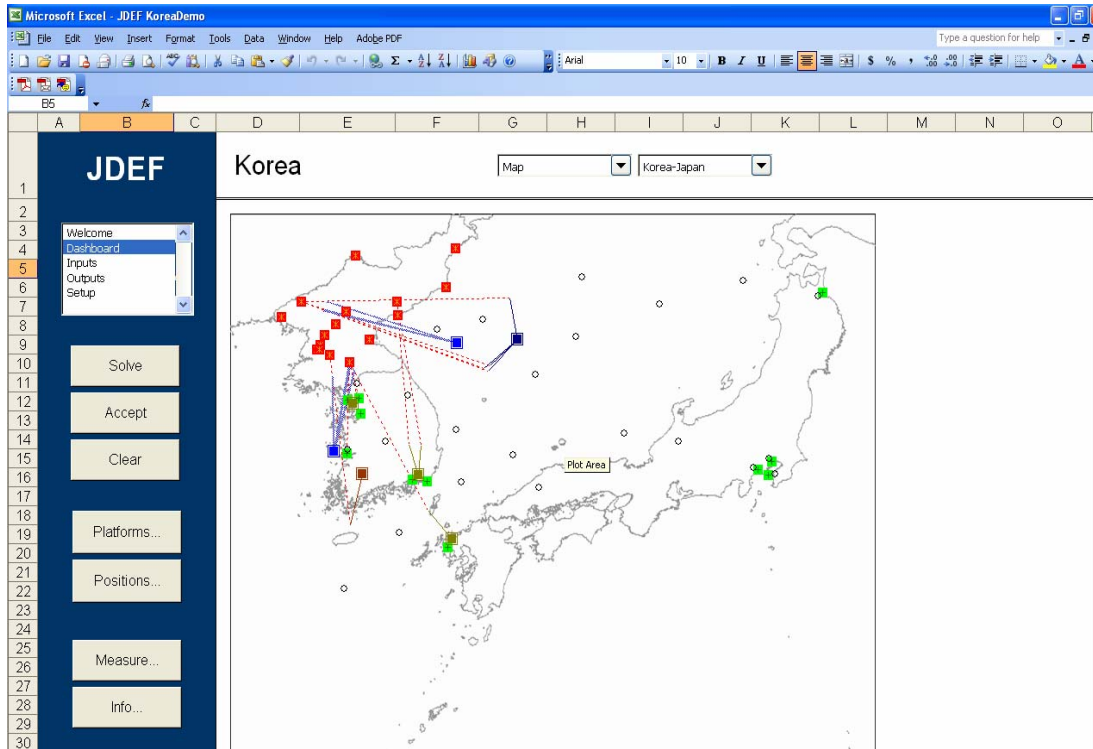 Microsoft Excel - JDEF KoreaDemo
File Edit View Insert Format Tools Data Window Help Adobe PDF
Type a question for help
Arial 10 B I U $ % ,
B5 fx
A B C D E F G H I J K L M N O
JDEF
Korea
Map
Korea-Japan
1
2
3
4
5
6
7
8
9
10
11
12
13
14
15
16
17
18
19
20
21
22
23
24
25
26
27
28
29
30
Welcome
Dashboard
Inputs
Outputs
Setup
Solve
Accept
Clear
Platforms...
Positions...
Measure...
Info...
Plot Area